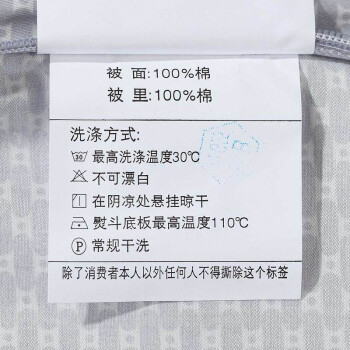 被 面:100%棉
被 里:100%棉
洗涤方式:
30 最高洗涤温度30℃
不可漂白
在阴凉处悬挂晾干
熨斗底板最高温度110℃
P 常规干洗
除了消费者本人以外任何人不得撕除这个标签